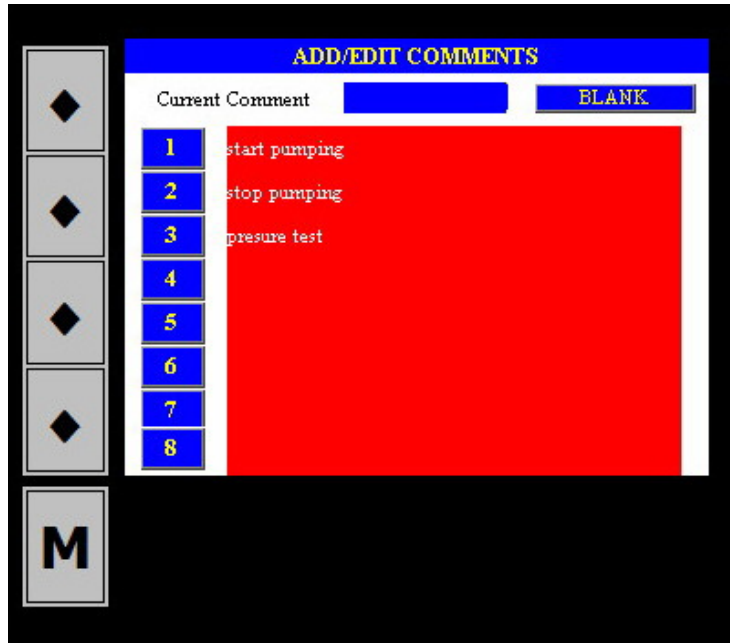 ADD/EDIT COMMENTS
Current Comment BLANK
1 start pumping
2 stop pumping
3 presure test
4
5
6
7
8
M